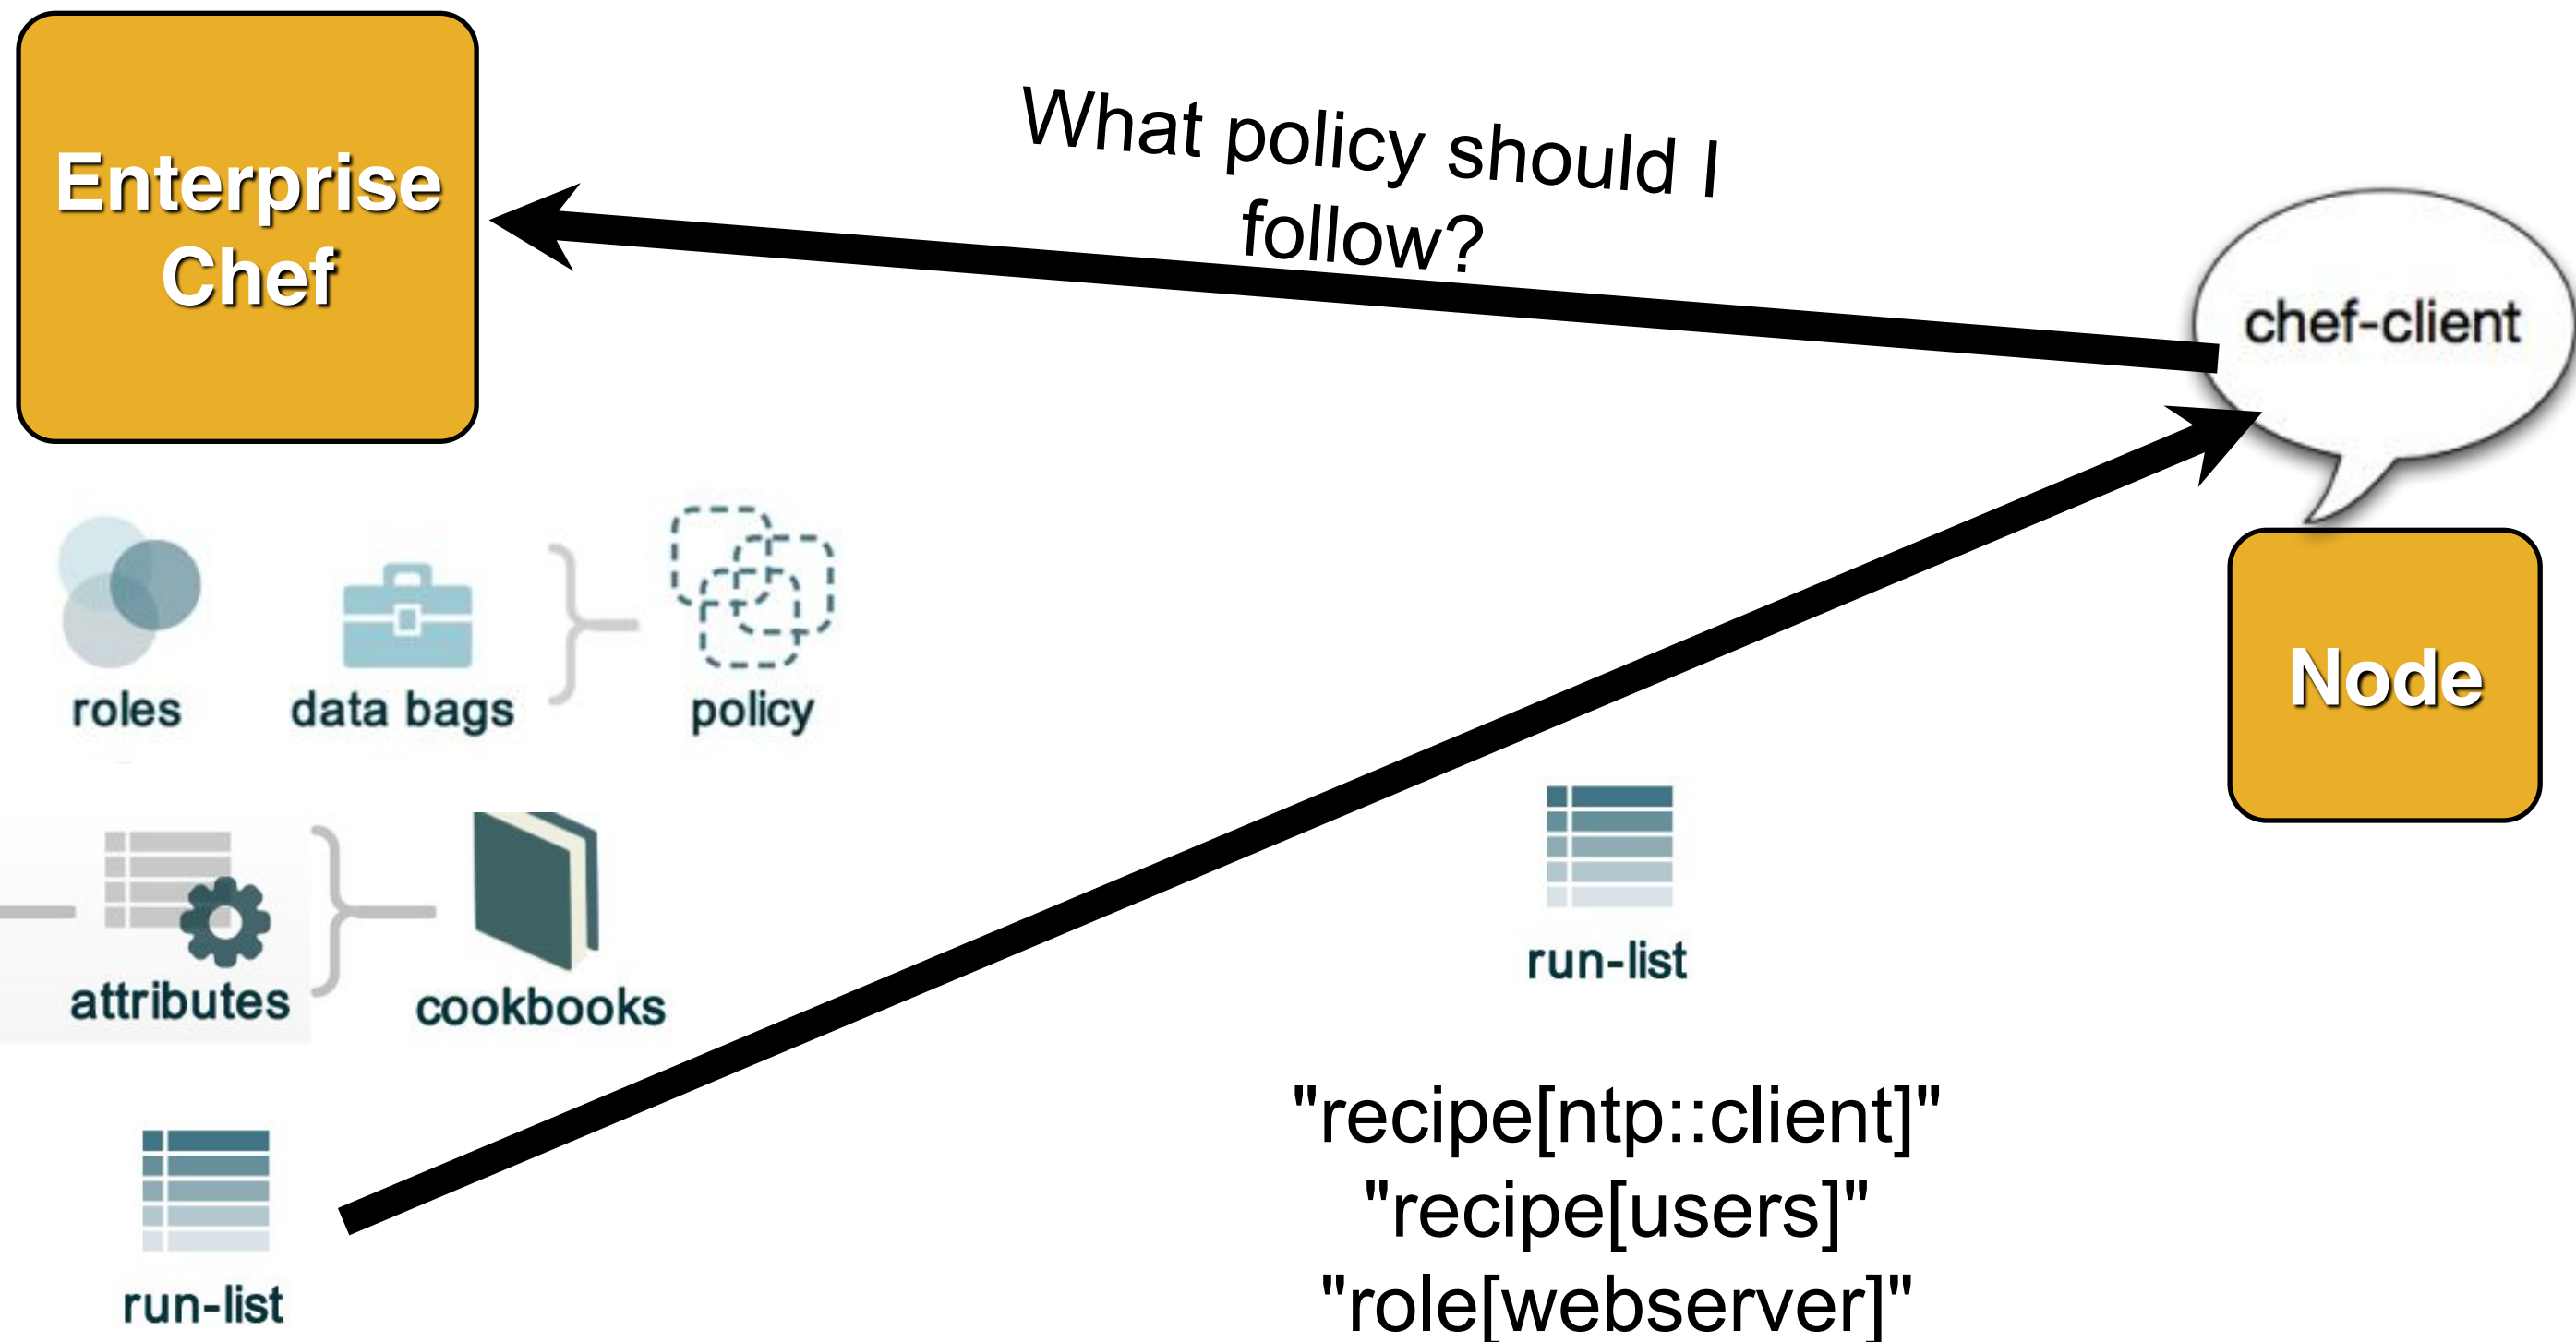 Enterprise
Chef
What policy should I
follow?
chef-client
Node
roles
data bags
policy
attributes
cookbooks
run-list
run-list
"recipe[ntp::client]"
"recipe[users]"
"role[webserver]"